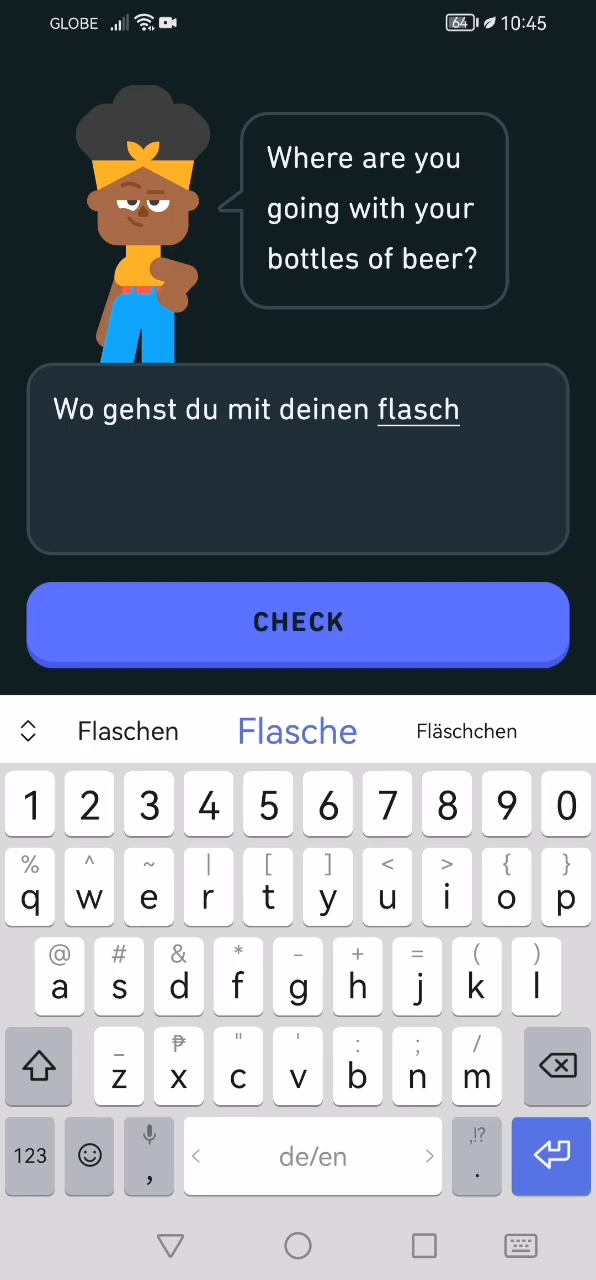 GLOBE 64 10:45
Where are you
going with your
bottles of beer?
Wo gehst du mit deinen flasch
CHECK
Flaschen Flasche Fläschchen
1 2 3 4 5 6 7 8 9 0
% ^ ~ | [ ] < > { }
q w e r t y u i o p
@ # & * - + = ( )
a s d f g h j k l
_ ₱ " ' : ; /
z x c v b n m
,!?
123 , < de/en > .